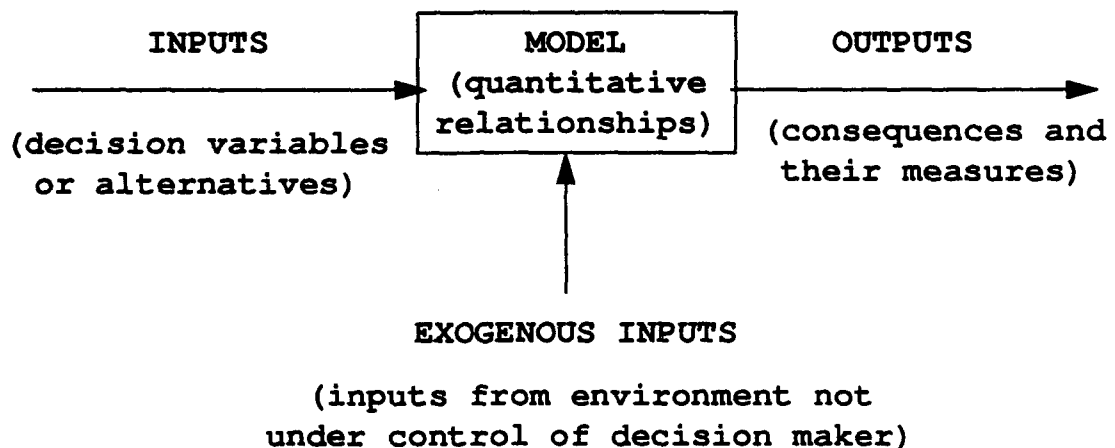 INPUTS
(decision variables
or alternatives)
MODEL
(quantitative
relationships)
OUTPUTS
(consequences and
their measures)
EXOGENOUS INPUTS
(inputs from environment not
under control of decision maker)